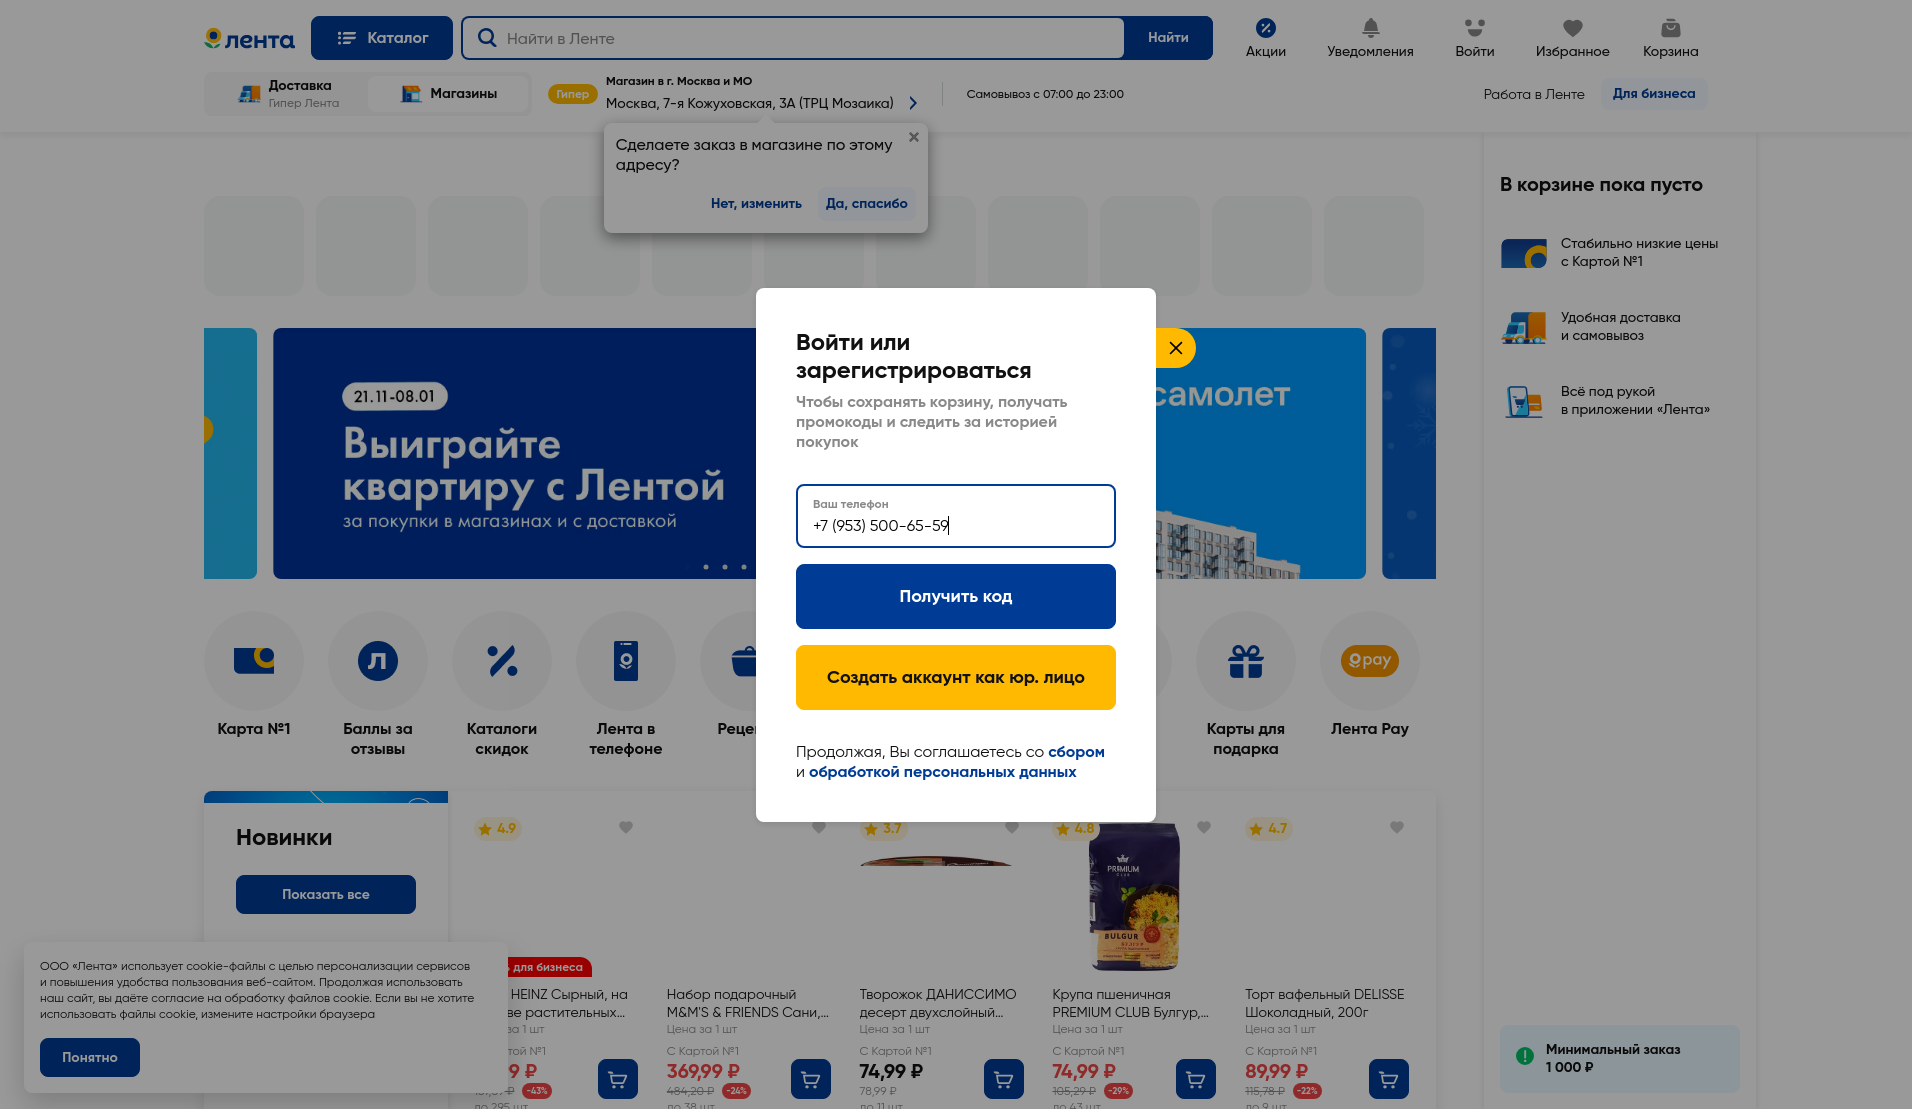 лента
Каталог
Найти в Ленте
Найти
Акции
Уведомления
Войти
Избранное
Корзина
Доставка
Гипер Лента
Магазины
Гипер
Магазин в г. Москва и МО
Москва, 7-я Кожуховская, 3А (ТРЦ Мозаика)
Самовывоз с 07:00 до 23:00
Работа в Ленте
Для бизнеса
Сделаете заказ в магазине по этому
адресу?
Нет, изменить
Да, спасибо
В корзине пока пусто
Стабильно низкие цены
с Картой №1
Удобная доставка
и самовывоз
Всё под рукой
в приложении «Лента»
21.11-08.01
Выиграйте
квартиру с Лентой
за покупки в магазинах и с доставкой
самолет
Войти или
зарегистрироваться
Чтобы сохранять корзину, получать
промокоды и следить за историей
покупок
Ваш телефон
+7 (953) 500-65-59
Получить код
Создать аккаунт как юр. лицо
Продолжая, Вы соглашаетесь со сбором
и обработкой персональных данных
Карта №1
Баллы за
отзывы
Каталоги
скидок
Лента в
телефоне
pay
Карты для
подарка
Лента Pay
Новинки
Показать все
4.9
3.7
4.8
4.7
PREMIUM
CLUB
BULGUR
БУЛГУР
для бизнеса
HEINZ Сырный, на
растительных...
за 1 шт
№1
₽
-43%
до 295 шт
Набор подарочный
M&M'S & FRIENDS Сани,...
Цена за 1 шт
С Картой №1
369,99 ₽
484,20 ₽
-24%
до 38 шт
Творожок ДАНИССИМО
десерт двухслойный...
Цена за 1 шт
С Картой №1
74,99 ₽
78,99 ₽
до 11 шт
Крупа пшеничная
PREMIUM CLUB Булгур,...
Цена за 1 шт
С Картой №1
74,99 ₽
105,29 ₽
-29%
до 43 шт
Торт вафельный DELISSE
Шоколадный, 200г
Цена за 1 шт
С Картой №1
89,99 ₽
115,78 ₽
-22%
до 9 шт
ООО «Лента» использует cookie-файлы с целью персонализации сервисов
и повышения удобства пользования веб-сайтом. Продолжая использовать
наш сайт, вы даёте согласие на обработку файлов cookie. Если вы не хотите
использовать файлы cookie, измените настройки браузера
Понятно
Минимальный заказ
1 000 ₽